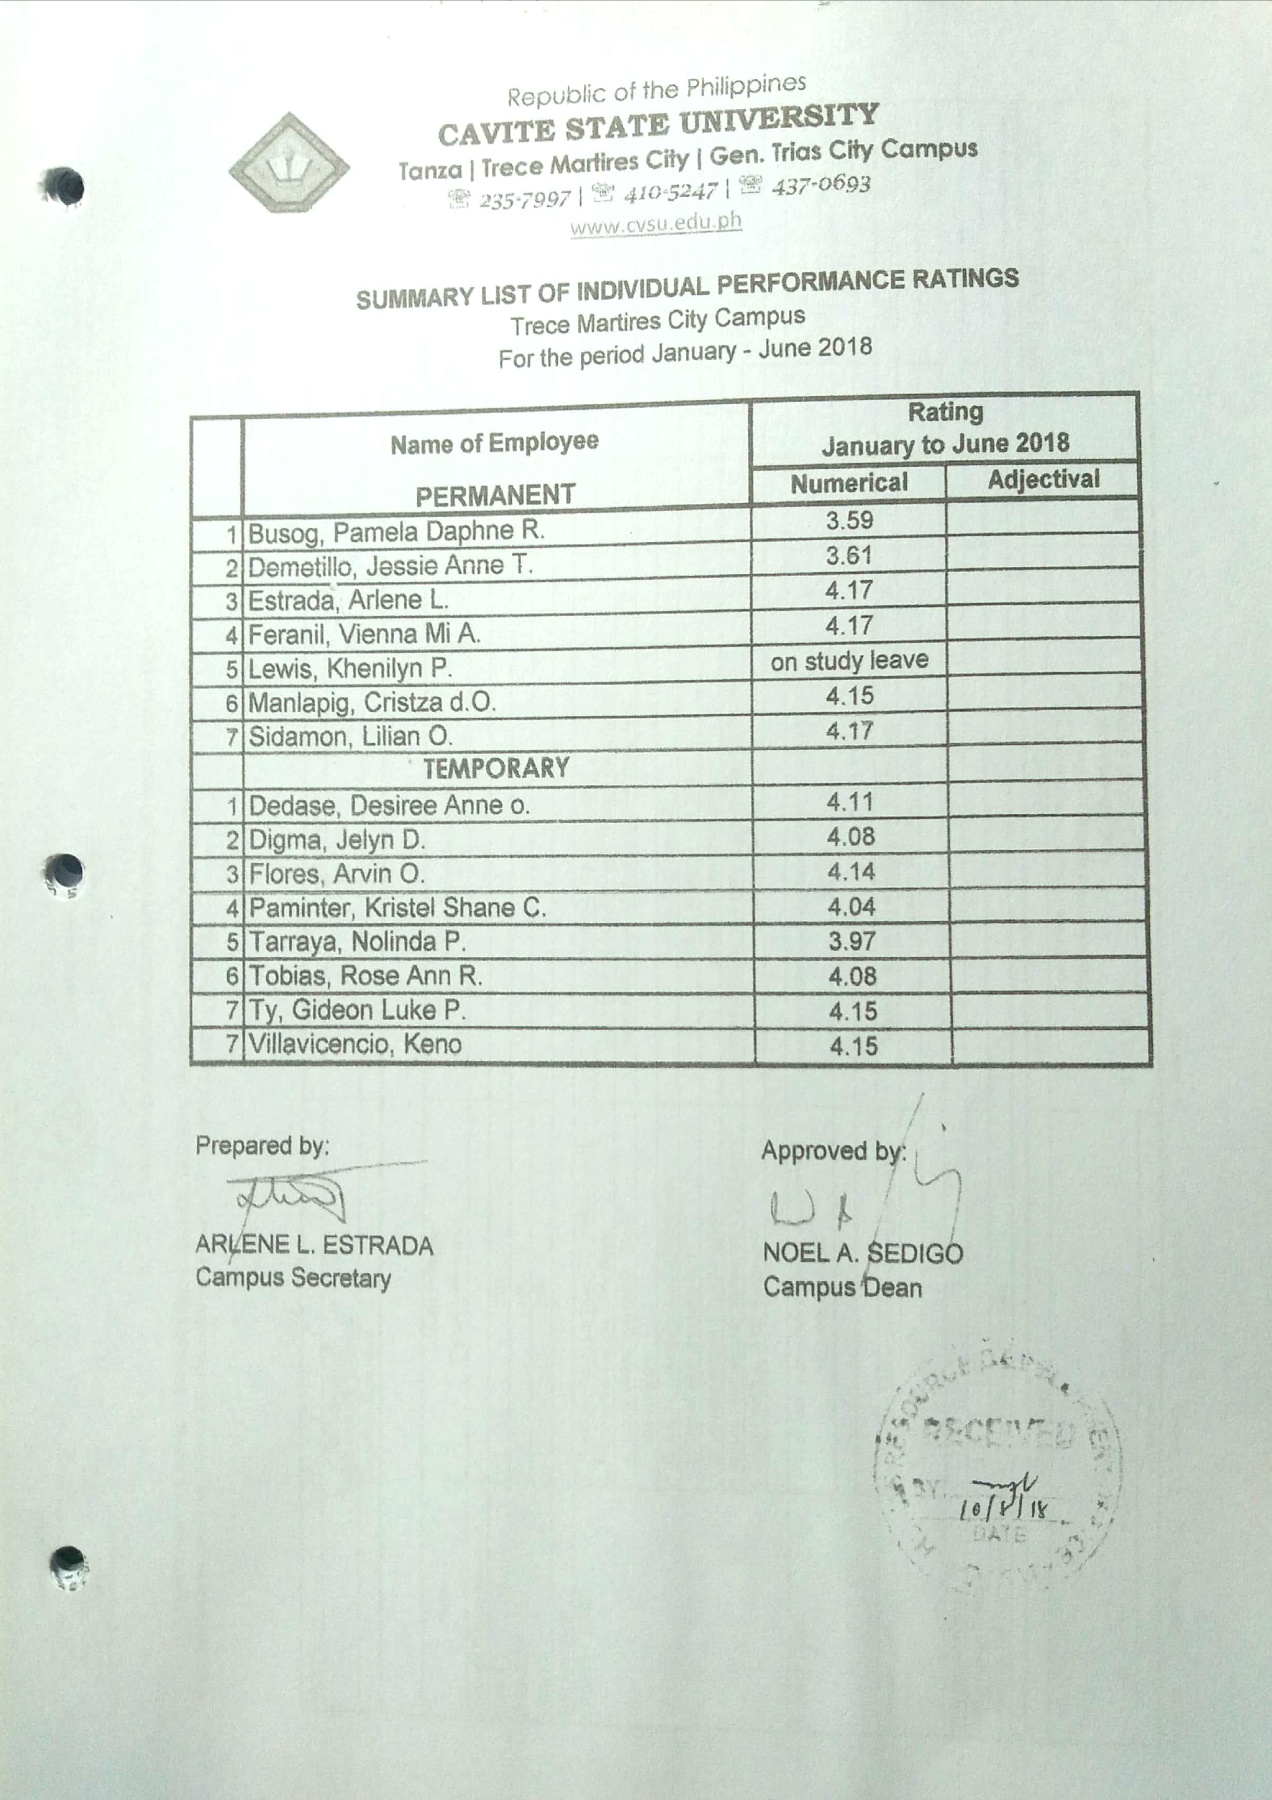 Republic of the Philippines
CAVITE STATE UNIVERSITY
Tanza | Trece Martires City | Gen. Trias City Campus
☏ 235-7997 | ☏ 410-5247 | ☏ 437-0693
www.cvsu.edu.ph
SUMMARY LIST OF INDIVIDUAL PERFORMANCE RATINGS
Trece Martires City Campus
For the period January - June 2018
Name of Employee Rating
January to June 2018
PERMANENT Numerical Adjectival
1 Busog, Pamela Daphne R. 3.59
2 Demetillo, Jessie Anne T. 3.61
3 Estrada, Arlene L. 4.17
4 Feranil, Vienna Mi A. 4.17
5 Lewis, Khenilyn P. on study leave
6 Manlapig, Cristza d.O. 4.15
7 Sidamon, Lilian O. 4.17
TEMPORARY
1 Dedase, Desiree Anne o. 4.11
2 Digma, Jelyn D. 4.08
3 Flores, Arvin O. 4.14
4 Paminter, Kristel Shane C. 4.04
5 Tarraya, Nolinda P. 3.97
6 Tobias, Rose Ann R. 4.08
7 Ty, Gideon Luke P. 4.15
7 Villavicencio, Keno 4.15
Prepared by: Approved by:
ARLENE L. ESTRADA NOEL A. SEDIGO
Campus Secretary Campus Dean
RESOURCE DEVELOPMENT
RECEIVED
BY:
10/8/18
DATE